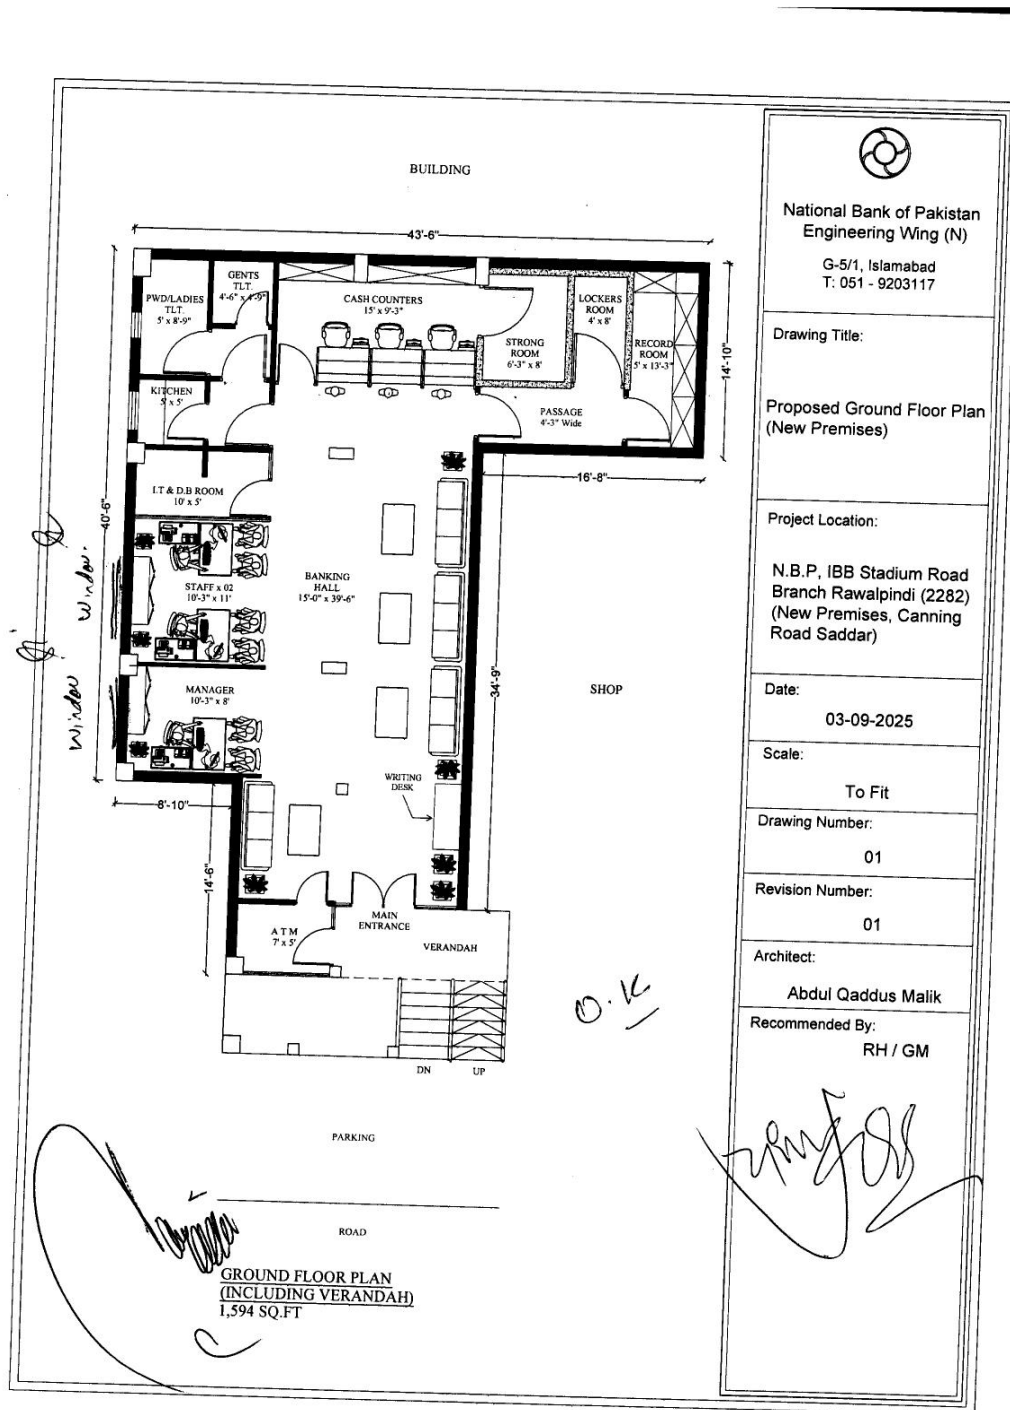 BUILDING
43'-6"
PWD/LADIES
TLT.
5' x 8'-9"
GENTS
TLT.
4'-6" x 4'-9"
CASH COUNTERS
15' x 9'-3"
STRONG
ROOM
6'-3" x 8'
LOCKERS
ROOM
4' x 8'
RECORD
ROOM
5' x 13'-3"
14'-10"
KITCHEN
5' x 5'
PASSAGE
4'-3" Wide
16'-8"
I.T & D.B ROOM
10' x 5'
40'-6"
Window.
Window
STAFF x 02
10'-3" x 11'
BANKING
HALL
15'-0" x 39'-6"
MANAGER
10'-3" x 8'
34'-9"
SHOP
WRITING
DESK
8'-10"
14'-6"
A T M
7' x 5'
MAIN
ENTRANCE
VERANDAH
O.K
DN
UP
PARKING
ROAD
GROUND FLOOR PLAN
(INCLUDING VERANDAH)
1,594 SQ.FT
National Bank of Pakistan
Engineering Wing (N)
G-5/1, Islamabad
T: 051 - 9203117
Drawing Title:
Proposed Ground Floor Plan
(New Premises)
Project Location:
N.B.P, IBB Stadium Road
Branch Rawalpindi (2282)
(New Premises, Canning
Road Saddar)
Date:
03-09-2025
Scale:
To Fit
Drawing Number:
01
Revision Number:
01
Architect:
Abdul Qaddus Malik
Recommended By:
RH / GM